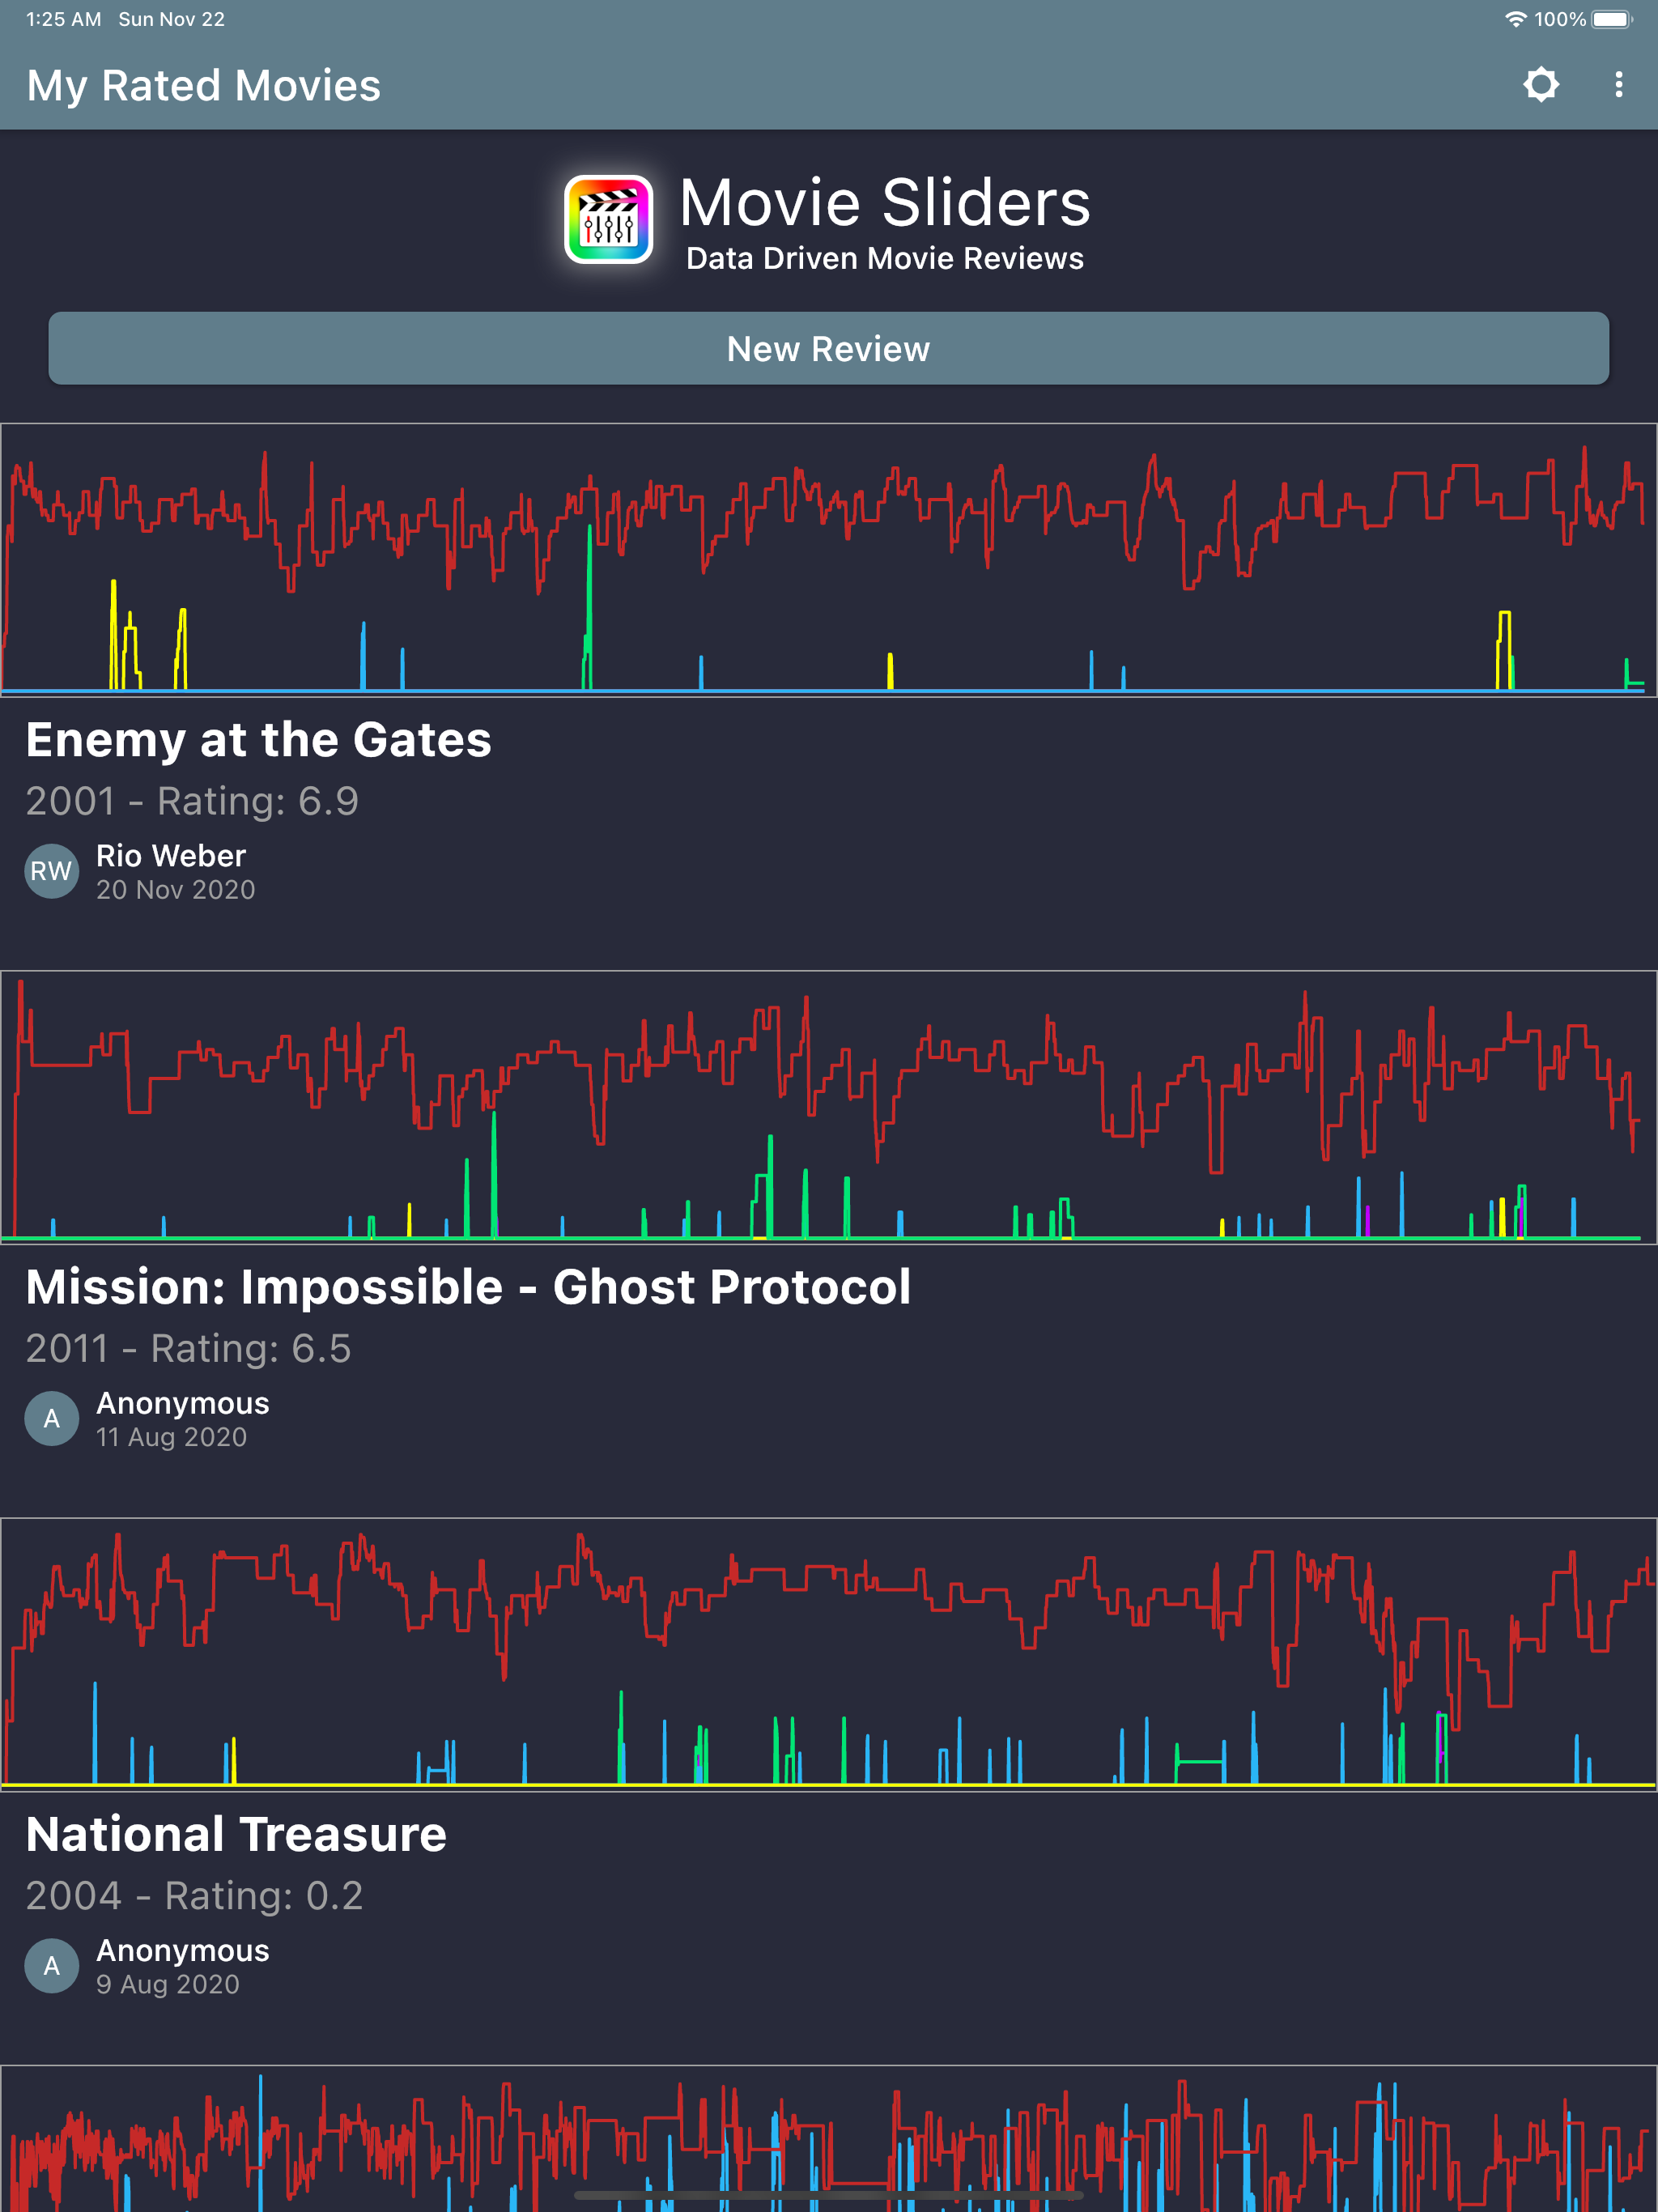 1:25 AM Sun Nov 22
100%
My Rated Movies
Movie Sliders
Data Driven Movie Reviews
New Review
Enemy at the Gates
2001 - Rating: 6.9
RW
Rio Weber
20 Nov 2020
Mission: Impossible - Ghost Protocol
2011 - Rating: 6.5
A
Anonymous
11 Aug 2020
National Treasure
2004 - Rating: 0.2
A
Anonymous
9 Aug 2020